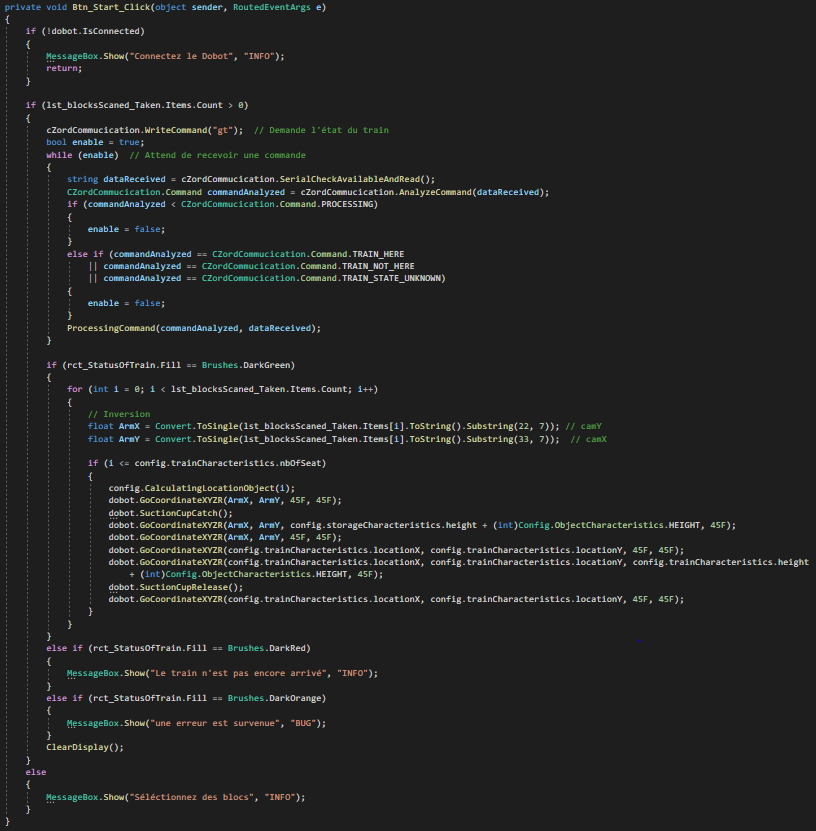 private void Btn_Start_Click(object sender, RoutedEventArgs e)
{
if (!dobot.IsConnected)
{
MessageBox.Show("Connectez le Dobot", "INFO");
return;
}
if (lst_blocksScaned_Taken.Items.Count > 0)
{
cZordCommucication.WriteCommand("gt");  // Demande l'état du train
bool enable = true;
while (enable)  // Attend de recevoir une commande
{
string dataReceived = cZordCommucication.SerialCheckAvailableAndRead();
CZordCommucication.Command commandAnalyzed = cZordCommucication.AnalyzeCommand(dataReceived);
if (commandAnalyzed < CZordCommucication.Command.PROCESSING)
{
enable = false;
}
else if (commandAnalyzed == CZordCommucication.Command.TRAIN_HERE
|| commandAnalyzed == CZordCommucication.Command.TRAIN_NOT_HERE
|| commandAnalyzed == CZordCommucication.Command.TRAIN_STATE_UNKNOWN)
{
enable = false;
}
ProcessingCommand(commandAnalyzed, dataReceived);
}
if (rct_StatusOfTrain.Fill == Brushes.DarkGreen)
{
for (int i = 0; i < lst_blocksScaned_Taken.Items.Count; i++)
{
// Inversion
float ArmX = Convert.ToSingle(lst_blocksScaned_Taken.Items[i].ToString().Substring(22, 7)); // camY
float ArmY = Convert.ToSingle(lst_blocksScaned_Taken.Items[i].ToString().Substring(33, 7));  // camX
if (i <= config.trainCharacteristics.nbOfSeat)
{
config.CalculatingLocationObject(i);
dobot.GoCoordinateXYZR(ArmX, ArmY, 45F, 45F);
dobot.SuctionCupCatch();
dobot.GoCoordinateXYZR(ArmX, ArmY, config.storageCharacteristics.height + (int)Config.ObjectCharacteristics.HEIGHT, 45F);
dobot.GoCoordinateXYZR(ArmX, ArmY, 45F, 45F);
dobot.GoCoordinateXYZR(config.trainCharacteristics.locationX, config.trainCharacteristics.locationY, 45F, 45F);
dobot.GoCoordinateXYZR(config.trainCharacteristics.locationX, config.trainCharacteristics.locationY, config.trainCharacteristics.height
+ (int)Config.ObjectCharacteristics.HEIGHT, 45F);
dobot.SuctionCupRelease();
dobot.GoCoordinateXYZR(config.trainCharacteristics.locationX, config.trainCharacteristics.locationY, 45F, 45F);
}
}
}
else if (rct_StatusOfTrain.Fill == Brushes.DarkRed)
{
MessageBox.Show("Le train n'est pas encore arrivé", "INFO");
}
else if (rct_StatusOfTrain.Fill == Brushes.DarkOrange)
{
MessageBox.Show("une erreur est survenue", "BUG");
}
ClearDisplay();
}
else
{
MessageBox.Show("Séléctionnez des blocs", "INFO");
}
}